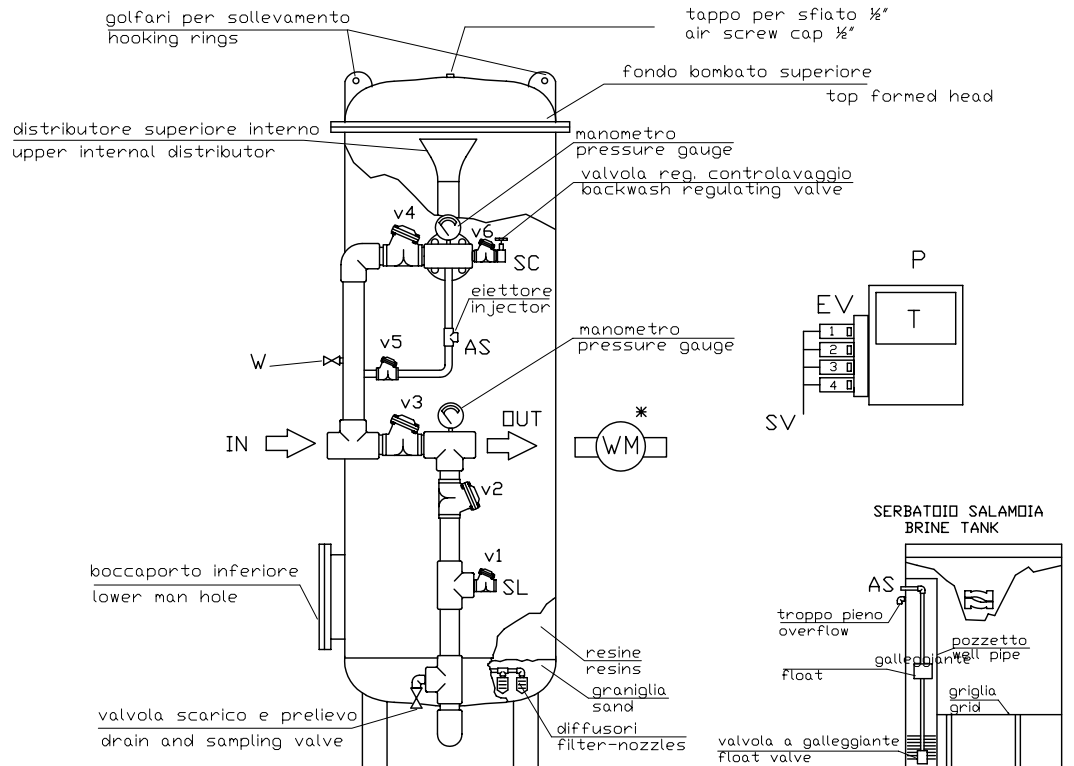 golfari per sollevamento
hooking rings
tappo per sfiato ½"
air screw cap ½"
fondo bombato superiore
top formed head
distributore superiore interno
upper internal distributor
manometro
pressure gauge
valvola reg. controlavaggio
backwash regulating valve
v4
v6
SC
P
eiettore
injector
EV
T
1
2
3
4
SV
manometro
pressure gauge
AS
W
v5
v3
IN
OUT
*
WM
v2
SERBATOIO SALAMOIA
BRINE TANK
v1
SL
boccaporto inferiore
lower man hole
AS
troppo pieno
overflow
pozzetto
well pipe
galleggiante
float
resine
resins
graniglia
sand
griglia
grid
valvola scarico e prelievo
drain and sampling valve
diffusori
filter-nozzles
valvola a galleggiante
float valve